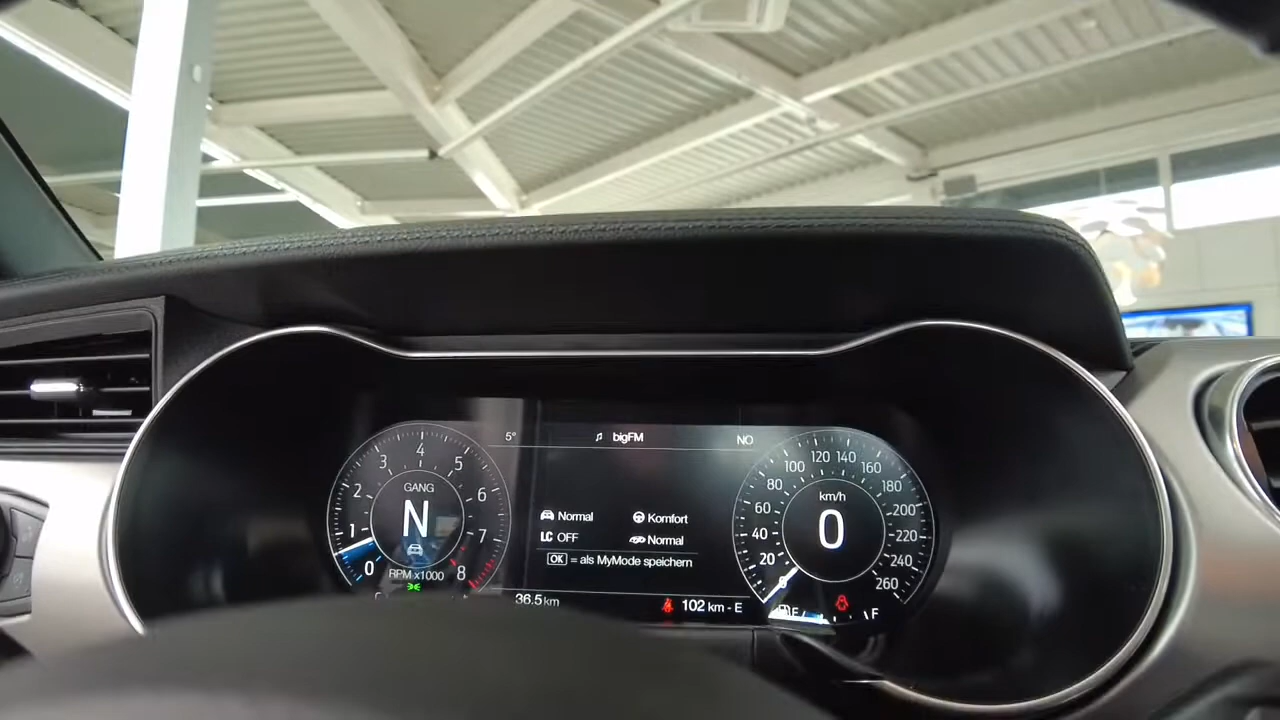 5° bigFM NO
GANG
N
RPM x1000
0
1
2
3
4
5
6
7
8
Normal Komfort
LC OFF Normal
OK = als MyMode speichern
36.5 km 102 km - E
km/h
0
0
20
40
60
80
100
120
140
160
180
200
220
240
260
E F